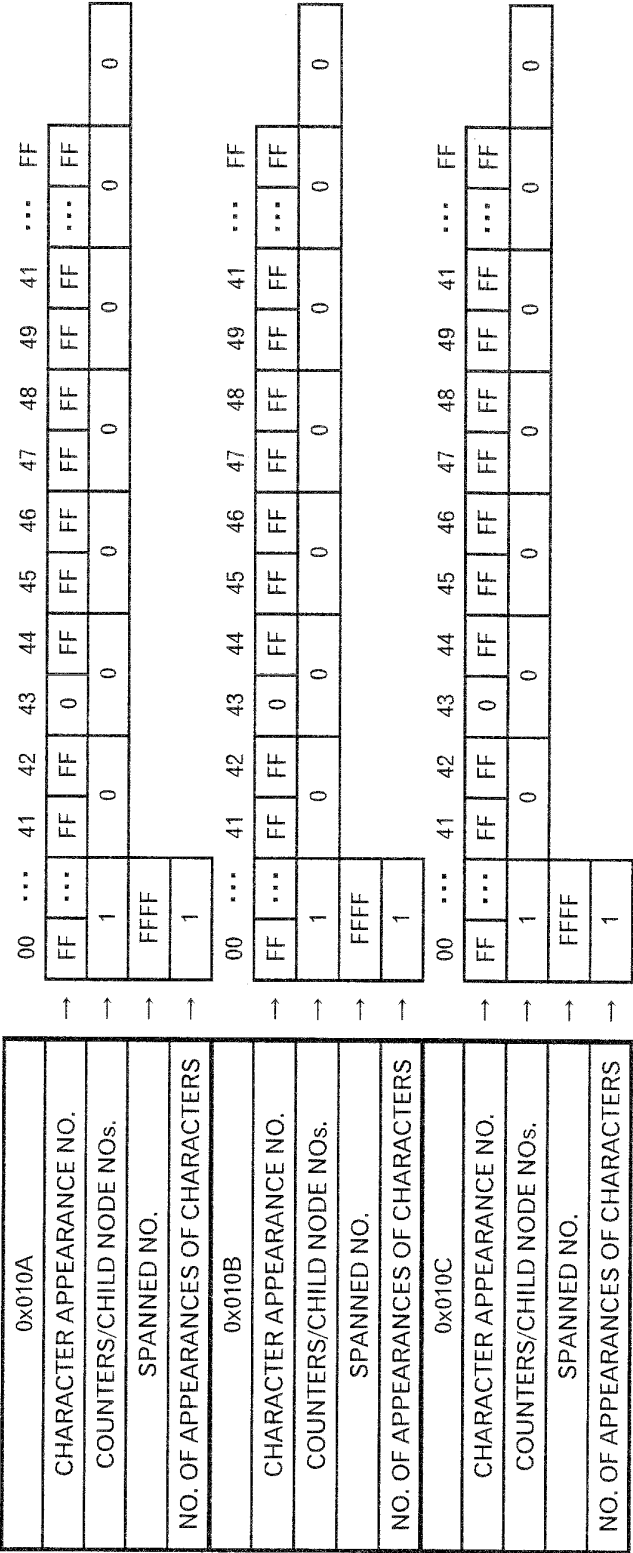 0x010A
00 ••• 41 42 43 44 45 46 47 48 49 41 ••• FF
CHARACTER APPEARANCE NO. → FF ••• FF FF 0 FF FF FF FF FF FF FF ••• FF
COUNTERS/CHILD NODE NOs. → 1 0 0 0 0 0 0 0
SPANNED NO. → FFFF
NO. OF APPEARANCES OF CHARACTERS → 1
0x010B
00 ••• 41 42 43 44 45 46 47 48 49 41 ••• FF
CHARACTER APPEARANCE NO. → FF ••• FF FF 0 FF FF FF FF FF FF FF ••• FF
COUNTERS/CHILD NODE NOs. → 1 0 0 0 0 0 0 0
SPANNED NO. → FFFF
NO. OF APPEARANCES OF CHARACTERS → 1
0x010C
00 ••• 41 42 43 44 45 46 47 48 49 41 ••• FF
CHARACTER APPEARANCE NO. → FF ••• FF FF 0 FF FF FF FF FF FF FF ••• FF
COUNTERS/CHILD NODE NOs. → 1 0 0 0 0 0 0 0
SPANNED NO. → FFFF
NO. OF APPEARANCES OF CHARACTERS → 1